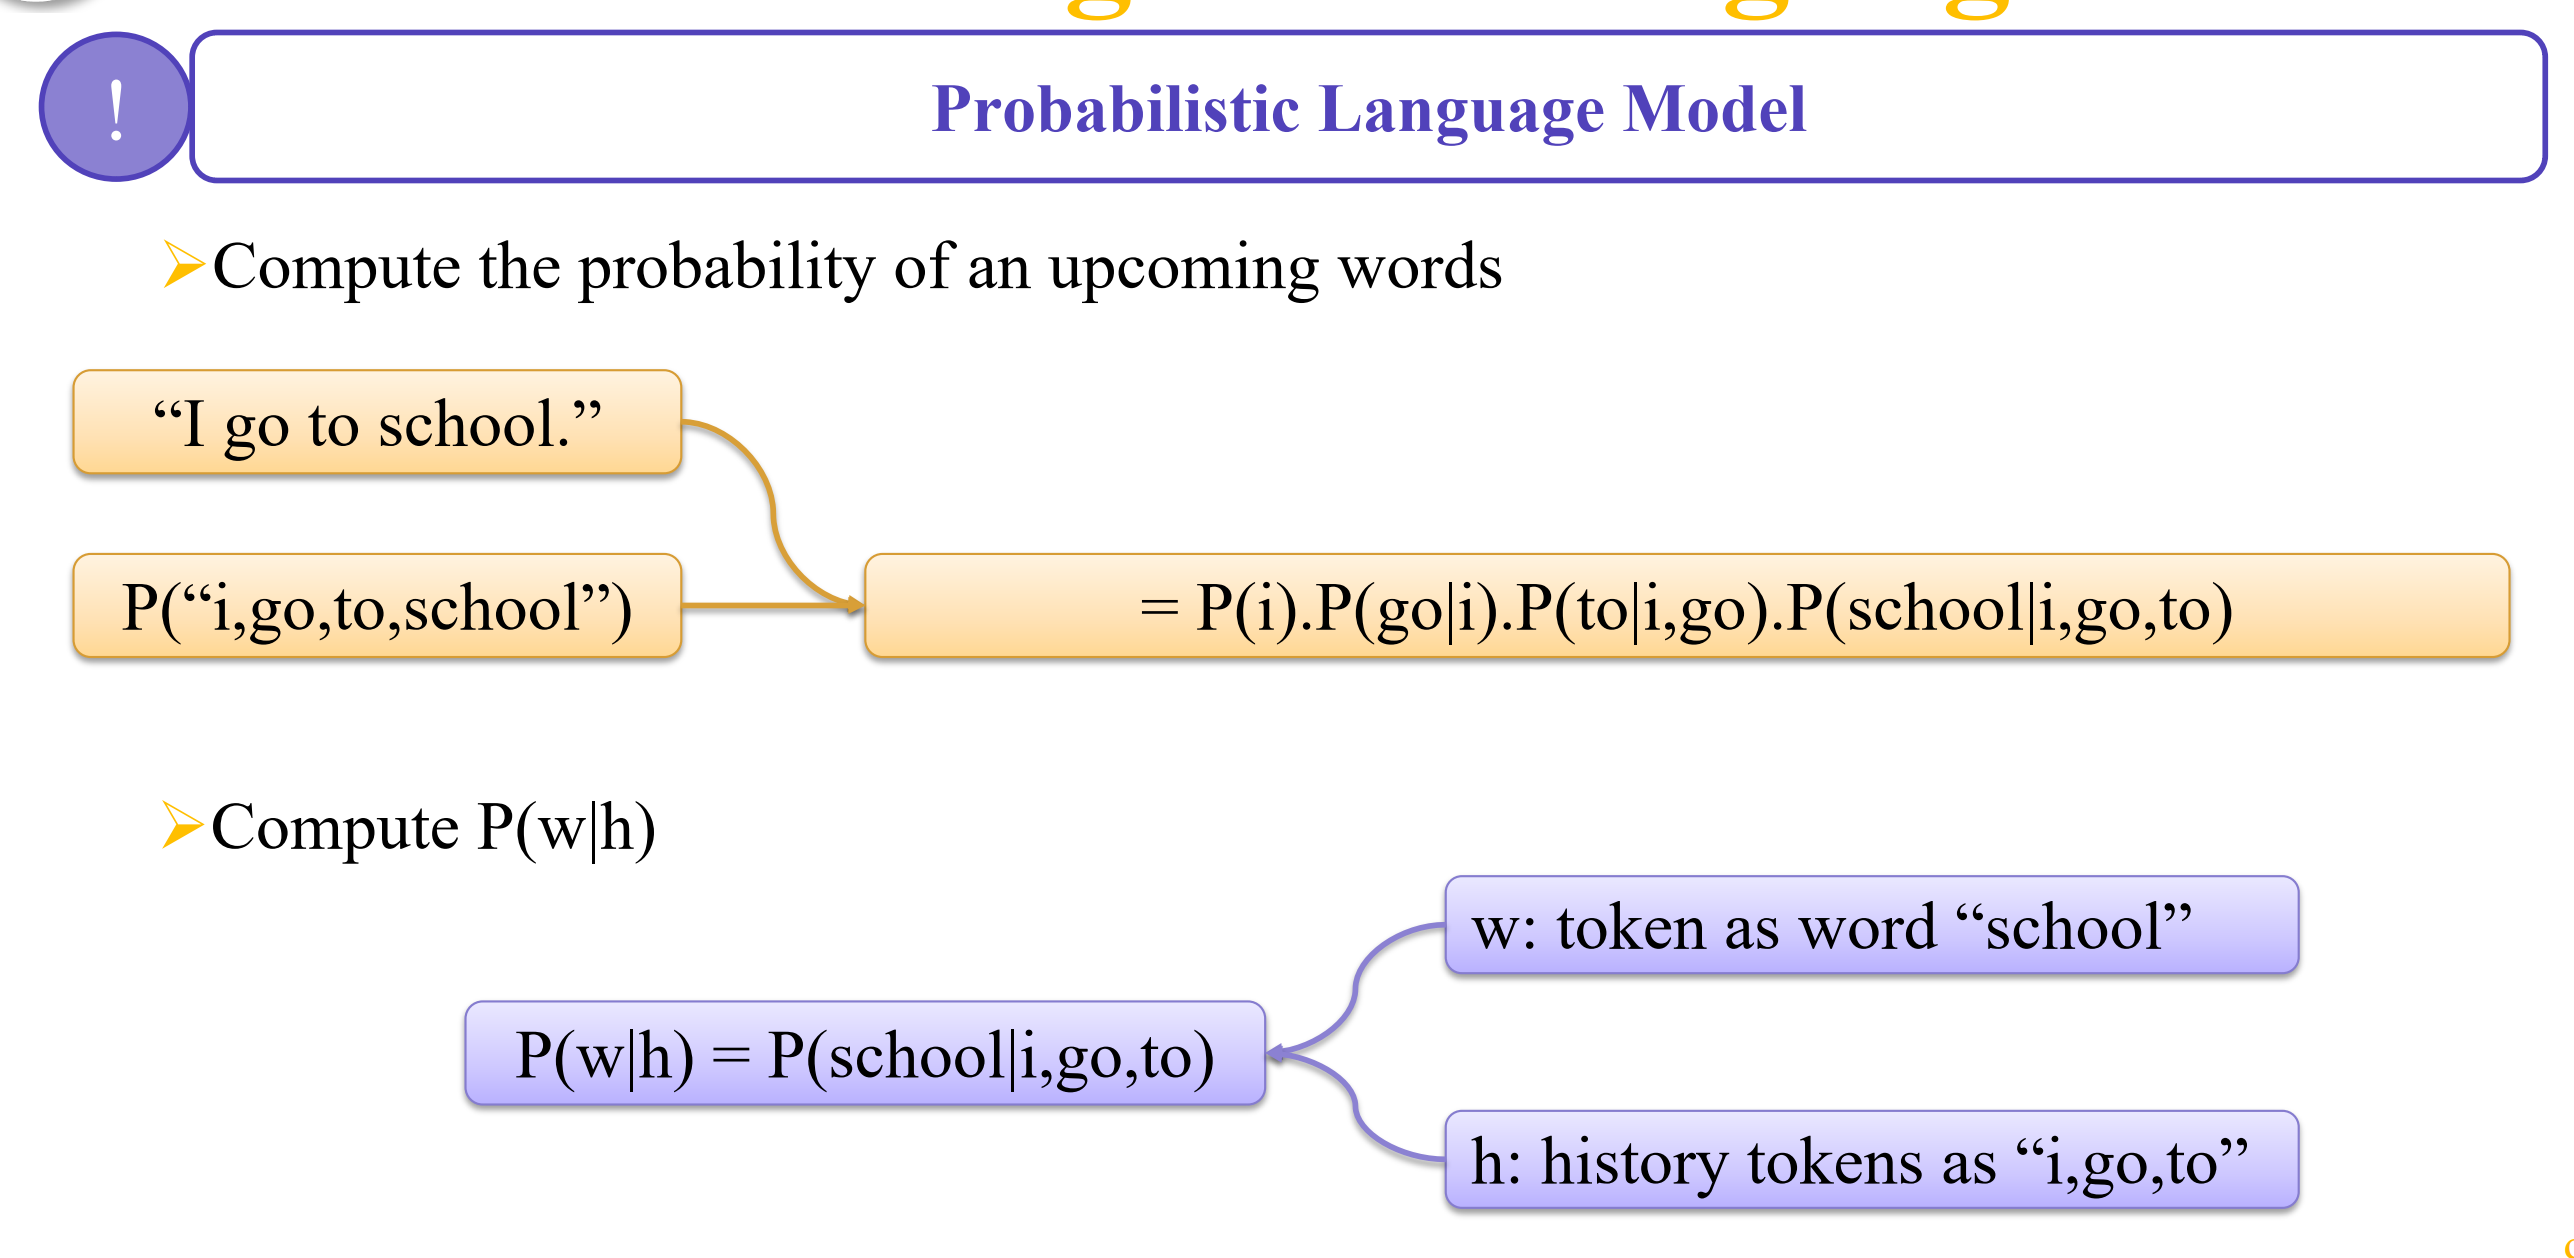 !
Probabilistic Language Model
➢Compute the probability of an upcoming words
“I go to school.”
P(“i,go,to,school”)
= P(i).P(go|i).P(to|i,go).P(school|i,go,to)
➢Compute P(w|h)
w: token as word “school”
P(w|h) = P(school|i,go,to)
h: history tokens as “i,go,to”